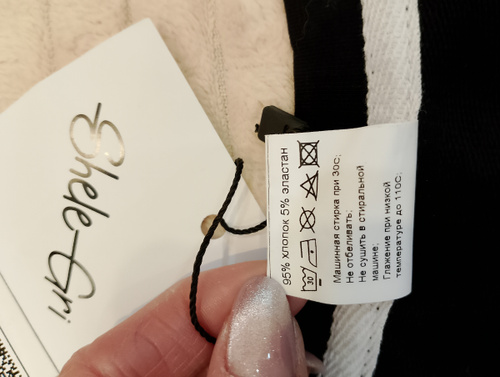 Shele-Gri
95% хлопок 5% эластан
30
Машинная стирка при 30С;
Не отбеливать;
Не сушить в стиральной
машине;
Глажение при низкой
температуре до 110С;